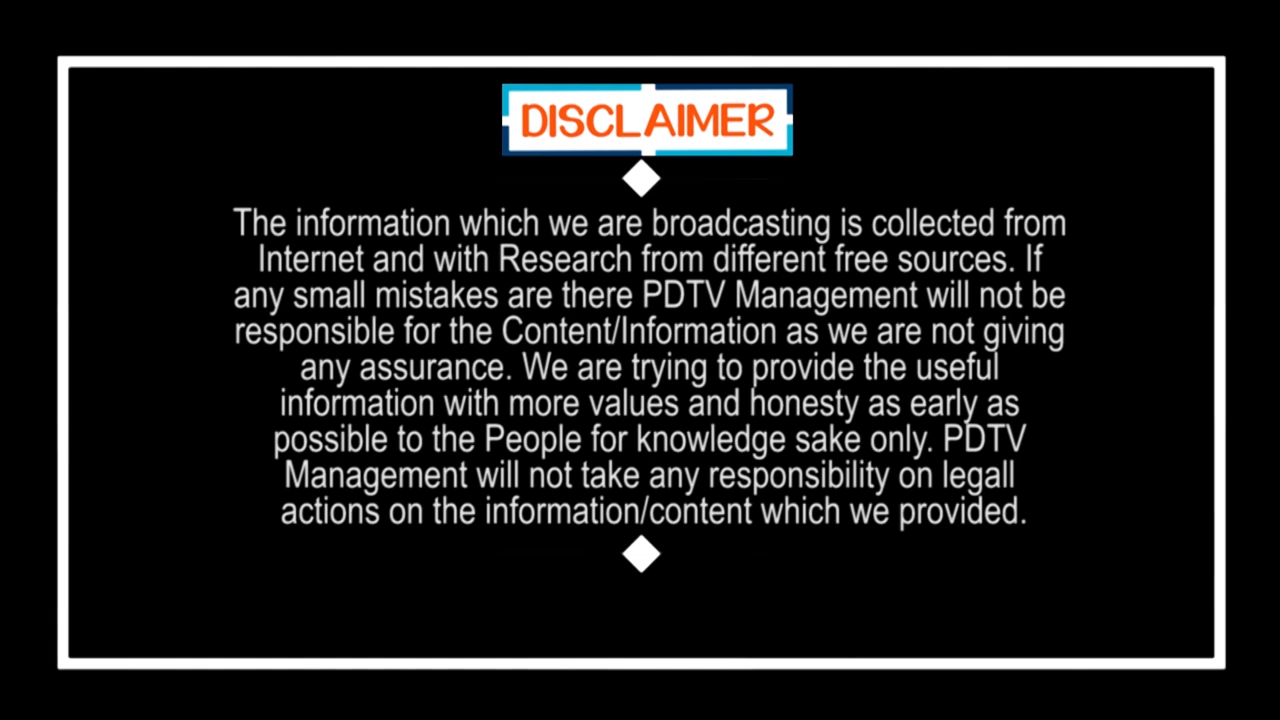 DISCLAIMER
The information which we are broadcasting is collected from
Internet and with Research from different free sources. If
any small mistakes are there PDTV Management will not be
responsible for the Content/Information as we are not giving
any assurance. We are trying to provide the useful
information with more values and honesty as early as
possible to the People for knowledge sake only. PDTV
Management will not take any responsibility on legall
actions on the information/content which we provided.